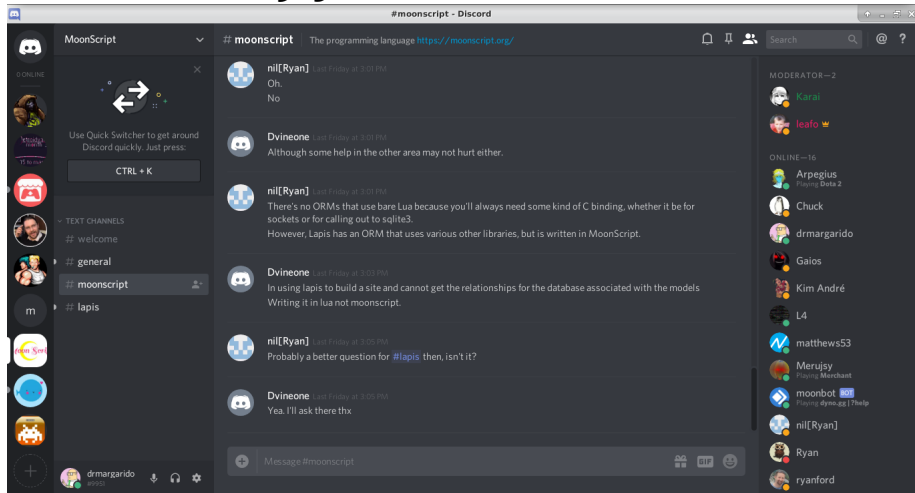 #moonscript - Discord
MoonScript
# moonscript The programming language https://moonscript.org/
Search
@ ?
0 ONLINE
Use Quick Switcher to get around
Discord quickly. Just press:
CTRL + K
TEXT CHANNELS
# welcome
# general
# moonscript
# lapis
m
drmargarido
#9951
nil[Ryan] Last Friday at 3:01 PM
Oh.
No
Dvineone Last Friday at 3:01 PM
Although some help in the other area may not hurt either.
nil[Ryan] Last Friday at 3:01 PM
There's no ORMs that use bare Lua because you'll always need some kind of C binding, whether it be for
sockets or for calling out to sqlite3.
However, Lapis has an ORM that uses various other libraries, but is written in MoonScript.
Dvineone Last Friday at 3:03 PM
In using lapis to build a site and cannot get the relationships for the database associated with the models
Writing it in lua not moonscript.
nil[Ryan] Last Friday at 3:05 PM
Probably a better question for #lapis then, isn't it?
Dvineone Last Friday at 3:05 PM
Yea. I'll ask there thx
Message #moonscript
GIF
MODERATOR—2
Karai
leafo
ONLINE—16
Arpegius
Playing Dota 2
Chuck
drmargarido
Gaios
Kim André
L4
matthews53
Merujsy
Playing Merchant
moonbot BOT
Playing dyno.gg | ?help
nil[Ryan]
Ryan
ryanford